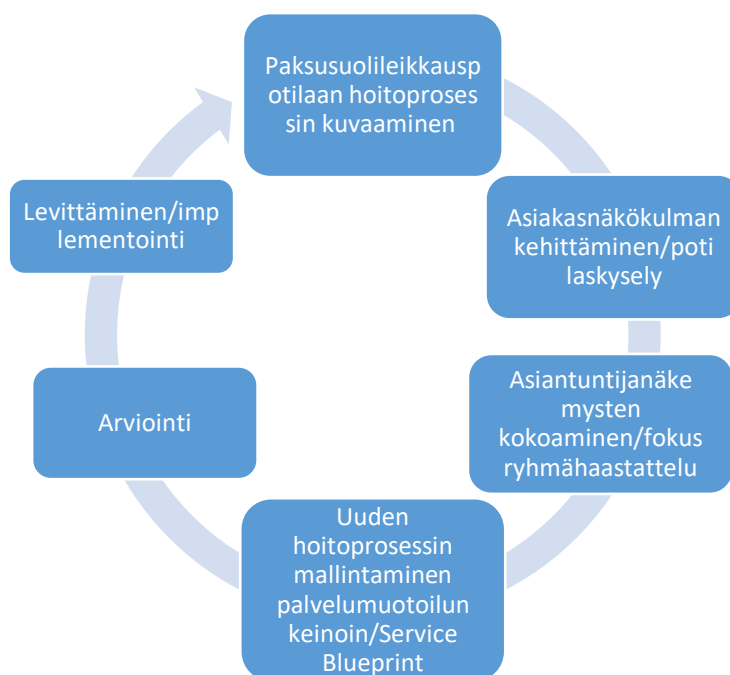 Paksusuolileikkausp
otilaan hoitoproses
sin kuvaaminen
Asiakasnäkökulman
kehittäminen/poti
laskysely
Asiantuntijanäke
mysten
kokoaminen/fokus
ryhmähaastattelu
Uuden
hoitoprosessin
mallintaminen
palvelumuotoilun
keinoin/Service
Blueprint
Arviointi
Levittäminen/imp
lementointi